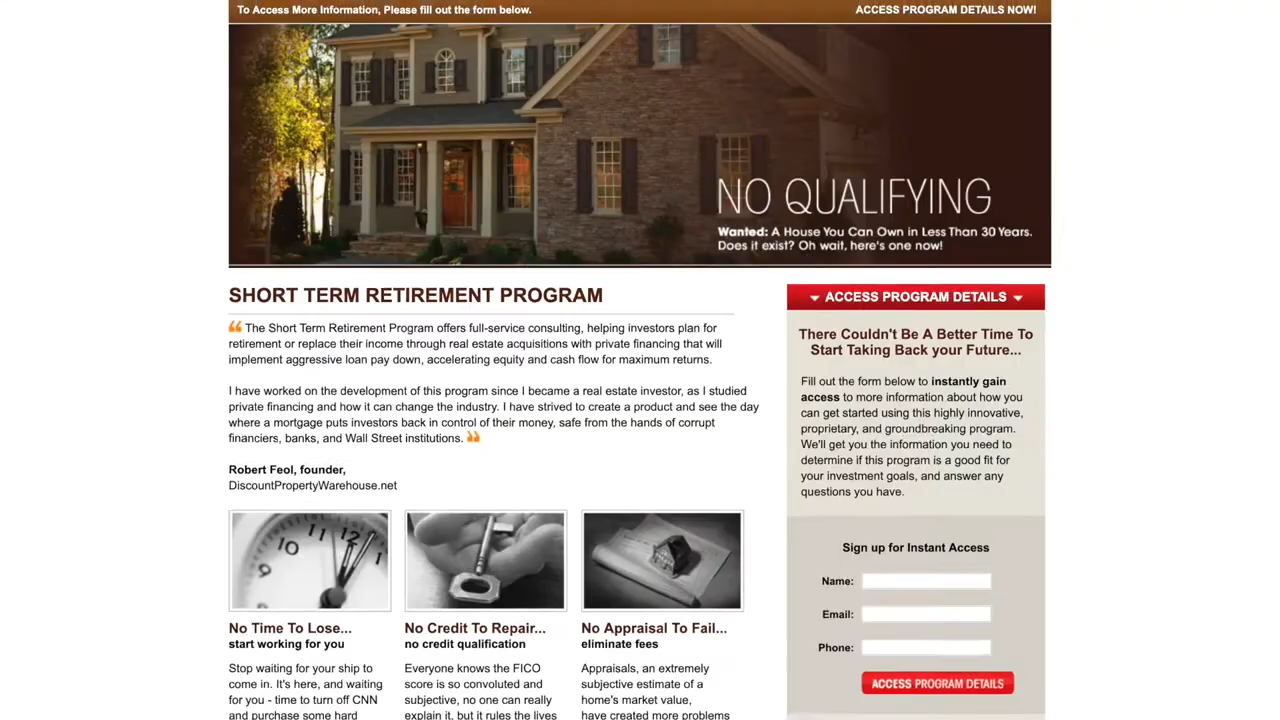 To Access More Information, Please fill out the form below.
ACCESS PROGRAM DETAILS NOW!
NO QUALIFYING
Wanted: A House You Can Own in Less Than 30 Years.
Does it exist? Oh wait, here's one now!
SHORT TERM RETIREMENT PROGRAM
“ The Short Term Retirement Program offers full-service consulting, helping investors plan for
retirement or replace their income through real estate acquisitions with private financing that will
implement aggressive loan pay down, accelerating equity and cash flow for maximum returns.
I have worked on the development of this program since I became a real estate investor, as I studied
private financing and how it can change the industry. I have strived to create a product and see the day
where a mortgage puts investors back in control of their money, safe from the hands of corrupt
financiers, banks, and Wall Street institutions. ”
Robert Feol, founder,
DiscountPropertyWarehouse.net
No Time To Lose...
start working for you
Stop waiting for your ship to
come in. It's here, and waiting
for you - time to turn off CNN
and purchase some hard
No Credit To Repair...
no credit qualification
Everyone knows the FICO
score is so convoluted and
subjective, no one can really
explain it, but it rules the lives
No Appraisal To Fail...
eliminate fees
Appraisals, an extremely
subjective estimate of a
home's market value,
have created more problems
ACCESS PROGRAM DETAILS
There Couldn't Be A Better Time To
Start Taking Back your Future...
Fill out the form below to instantly gain
access to more information about how you
can get started using this highly innovative,
proprietary, and groundbreaking program.
We'll get you the information you need to
determine if this program is a good fit for
your investment goals, and answer any
questions you have.
Sign up for Instant Access
Name:
Email:
Phone:
ACCESS PROGRAM DETAILS